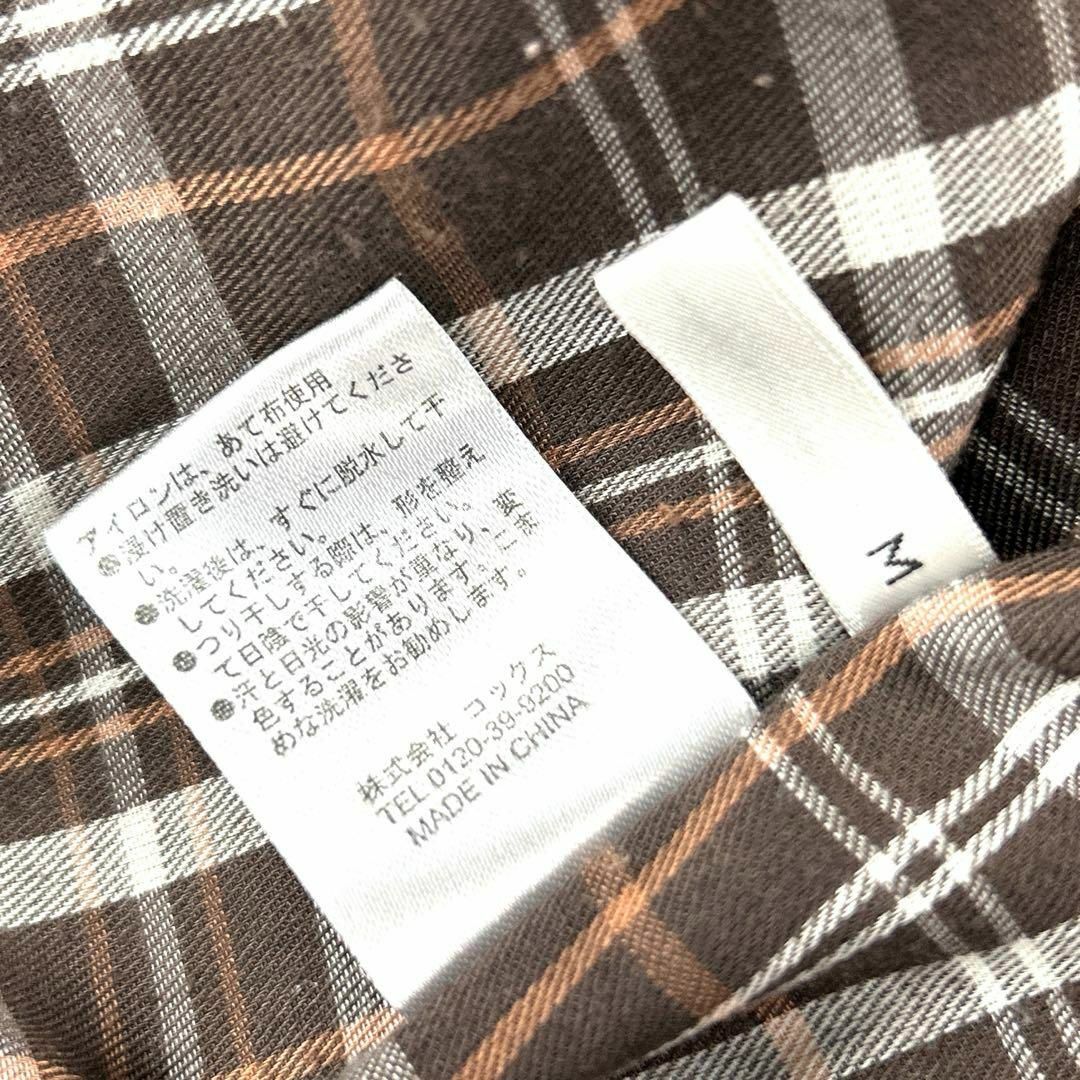 アイロンは、あて布使用
●浸け置き洗いは避けてくださ
い。
●洗濯後は、すぐに脱水して干
してください。
●つり干しする際は、形を整え
て日陰で干してください。
●汗と日光の影響が重なり、変
色することがあります。こま
めな洗濯をお勧めします。
株式会社 コックス
TEL 0120-39-9200
MADE IN CHINA
M